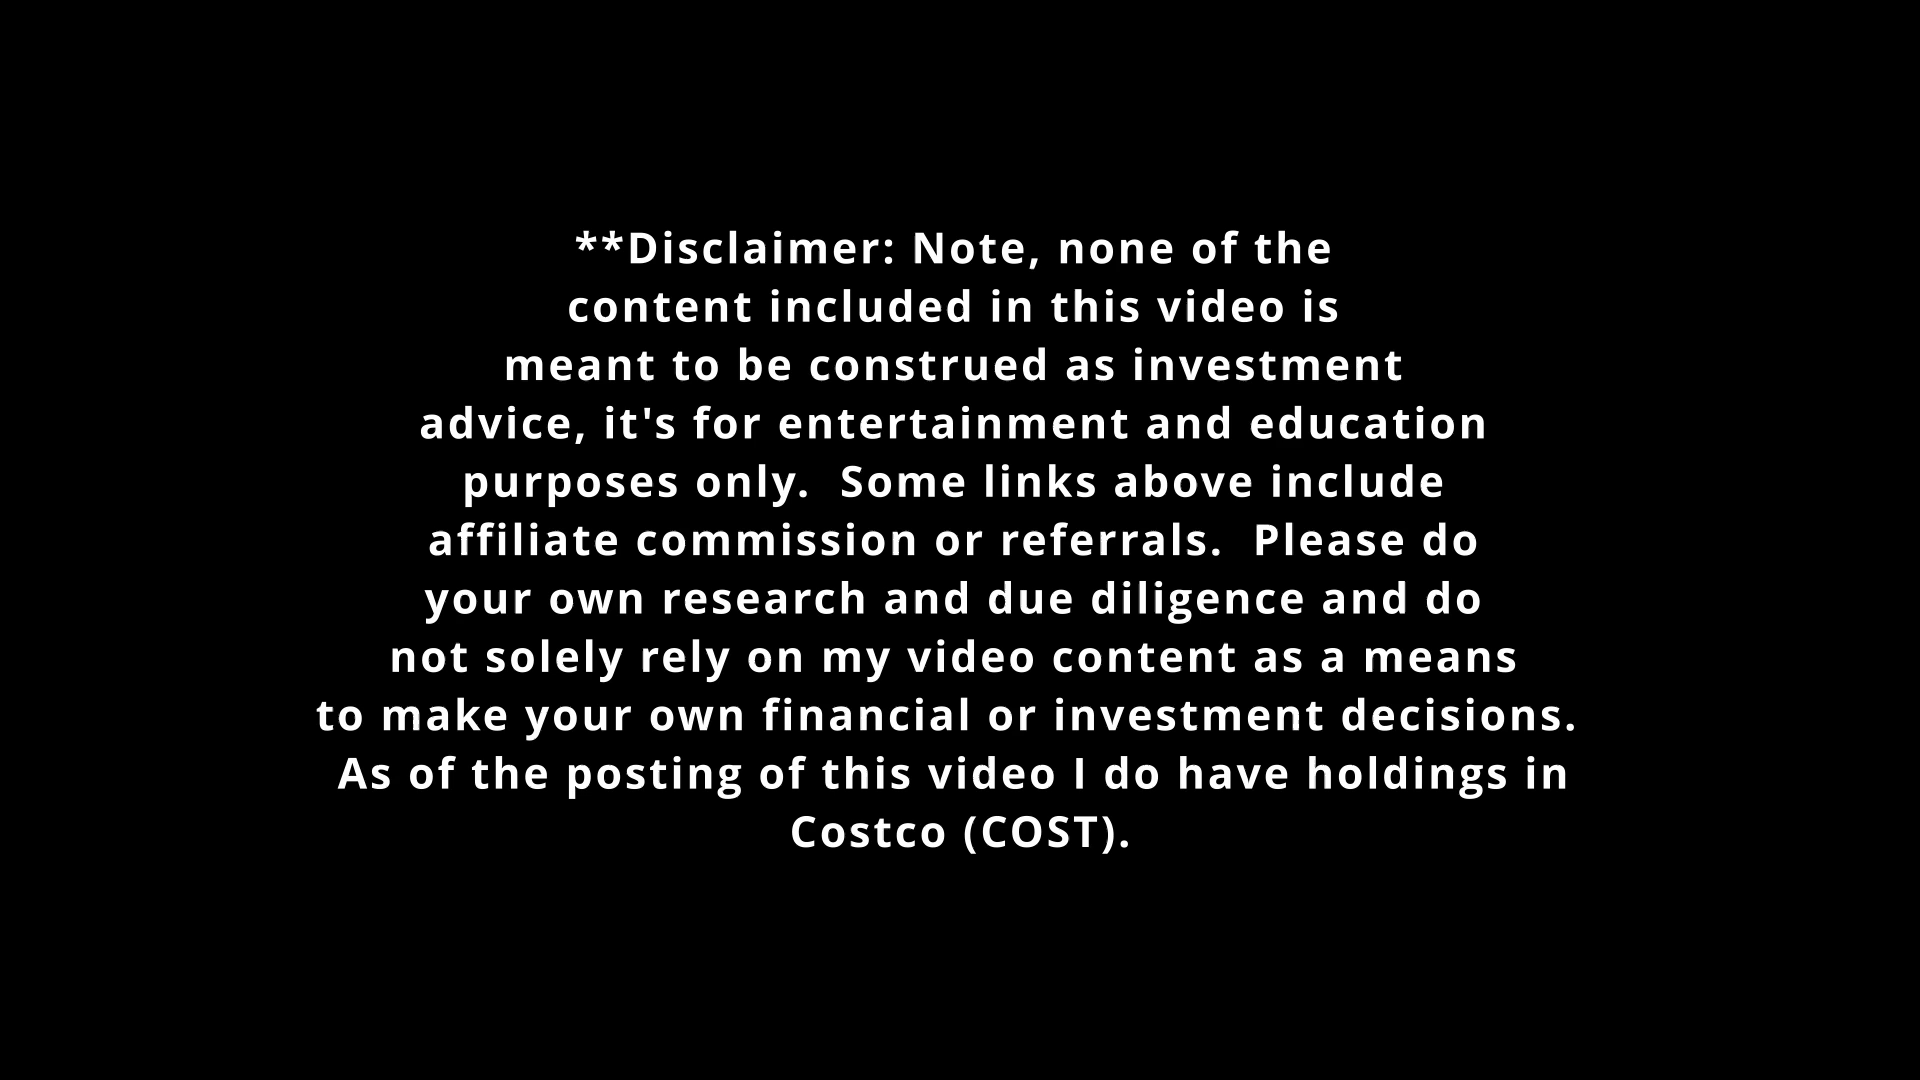 **Disclaimer: Note, none of the
content included in this video is
meant to be construed as investment
advice, it's for entertainment and education
purposes only.  Some links above include
affiliate commission or referrals.  Please do
your own research and due diligence and do
not solely rely on my video content as a means
to make your own financial or investment decisions.
As of the posting of this video I do have holdings in
Costco (COST).